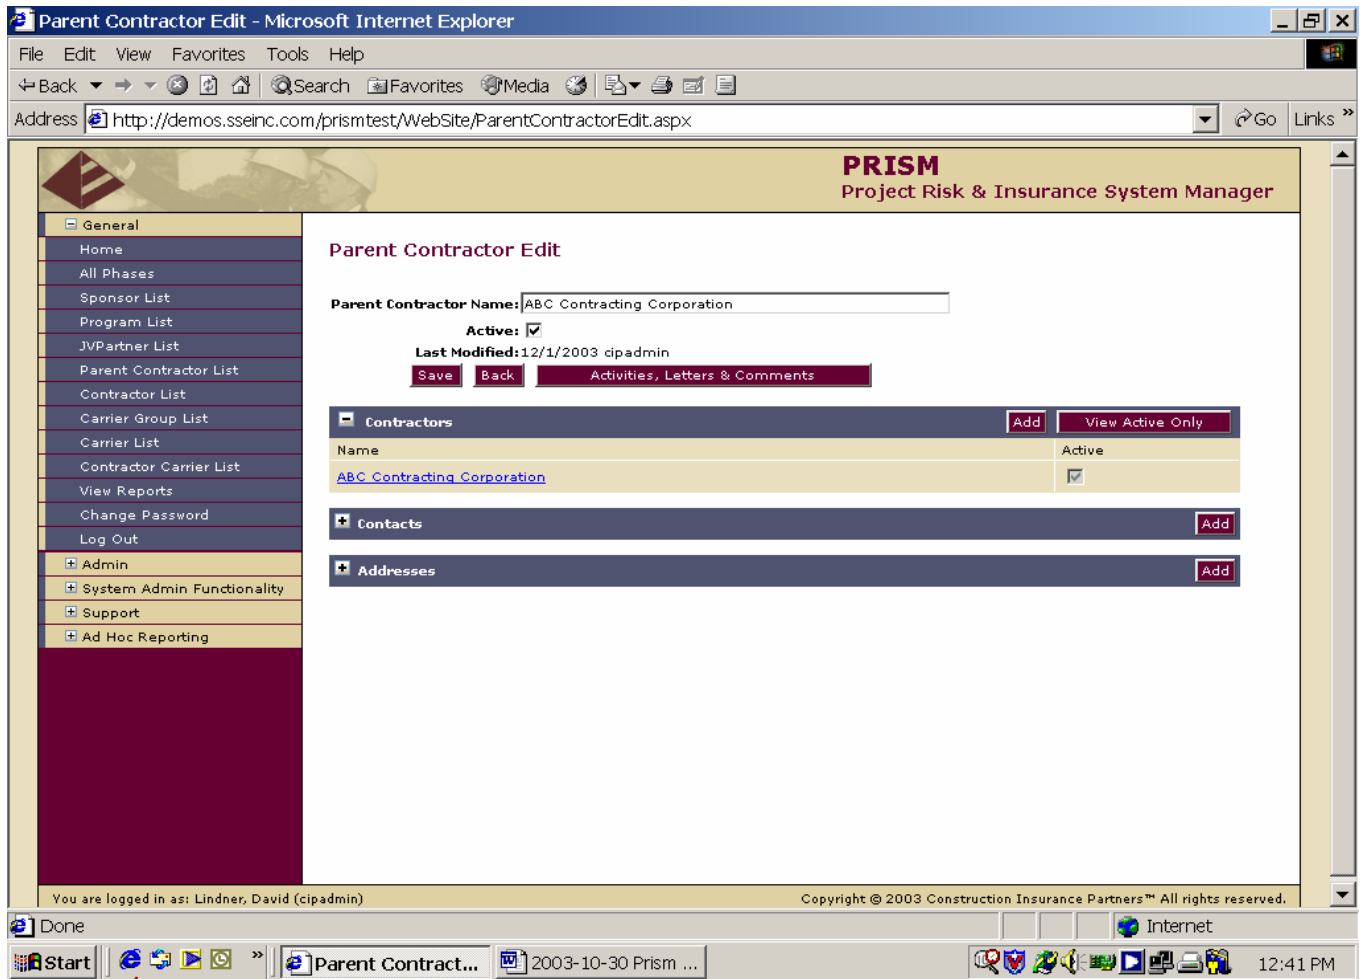 Parent Contractor Edit - Microsoft Internet Explorer
File Edit View Favorites Tools Help
Back Search Favorites Media
Address http://demos.sseinc.com/prismtest/WebSite/ParentContractorEdit.aspx Go Links »
PRISM
Project Risk & Insurance System Manager
General
Home
All Phases
Sponsor List
Program List
JVPartner List
Parent Contractor List
Contractor List
Carrier Group List
Carrier List
Contractor Carrier List
View Reports
Change Password
Log Out
Admin
System Admin Functionality
Support
Ad Hoc Reporting
Parent Contractor Edit
Parent Contractor Name: ABC Contracting Corporation
Active:
Last Modified: 12/1/2003 cipadmin
Save Back Activities, Letters & Comments
Contractors Add View Active Only
Name Active
ABC Contracting Corporation
Contacts Add
Addresses Add
You are logged in as: Lindner, David (cipadmin) Copyright © 2003 Construction Insurance Partners™ All rights reserved.
Done Internet
Start » Parent Contract... 2003-10-30 Prism ... 12:41 PM